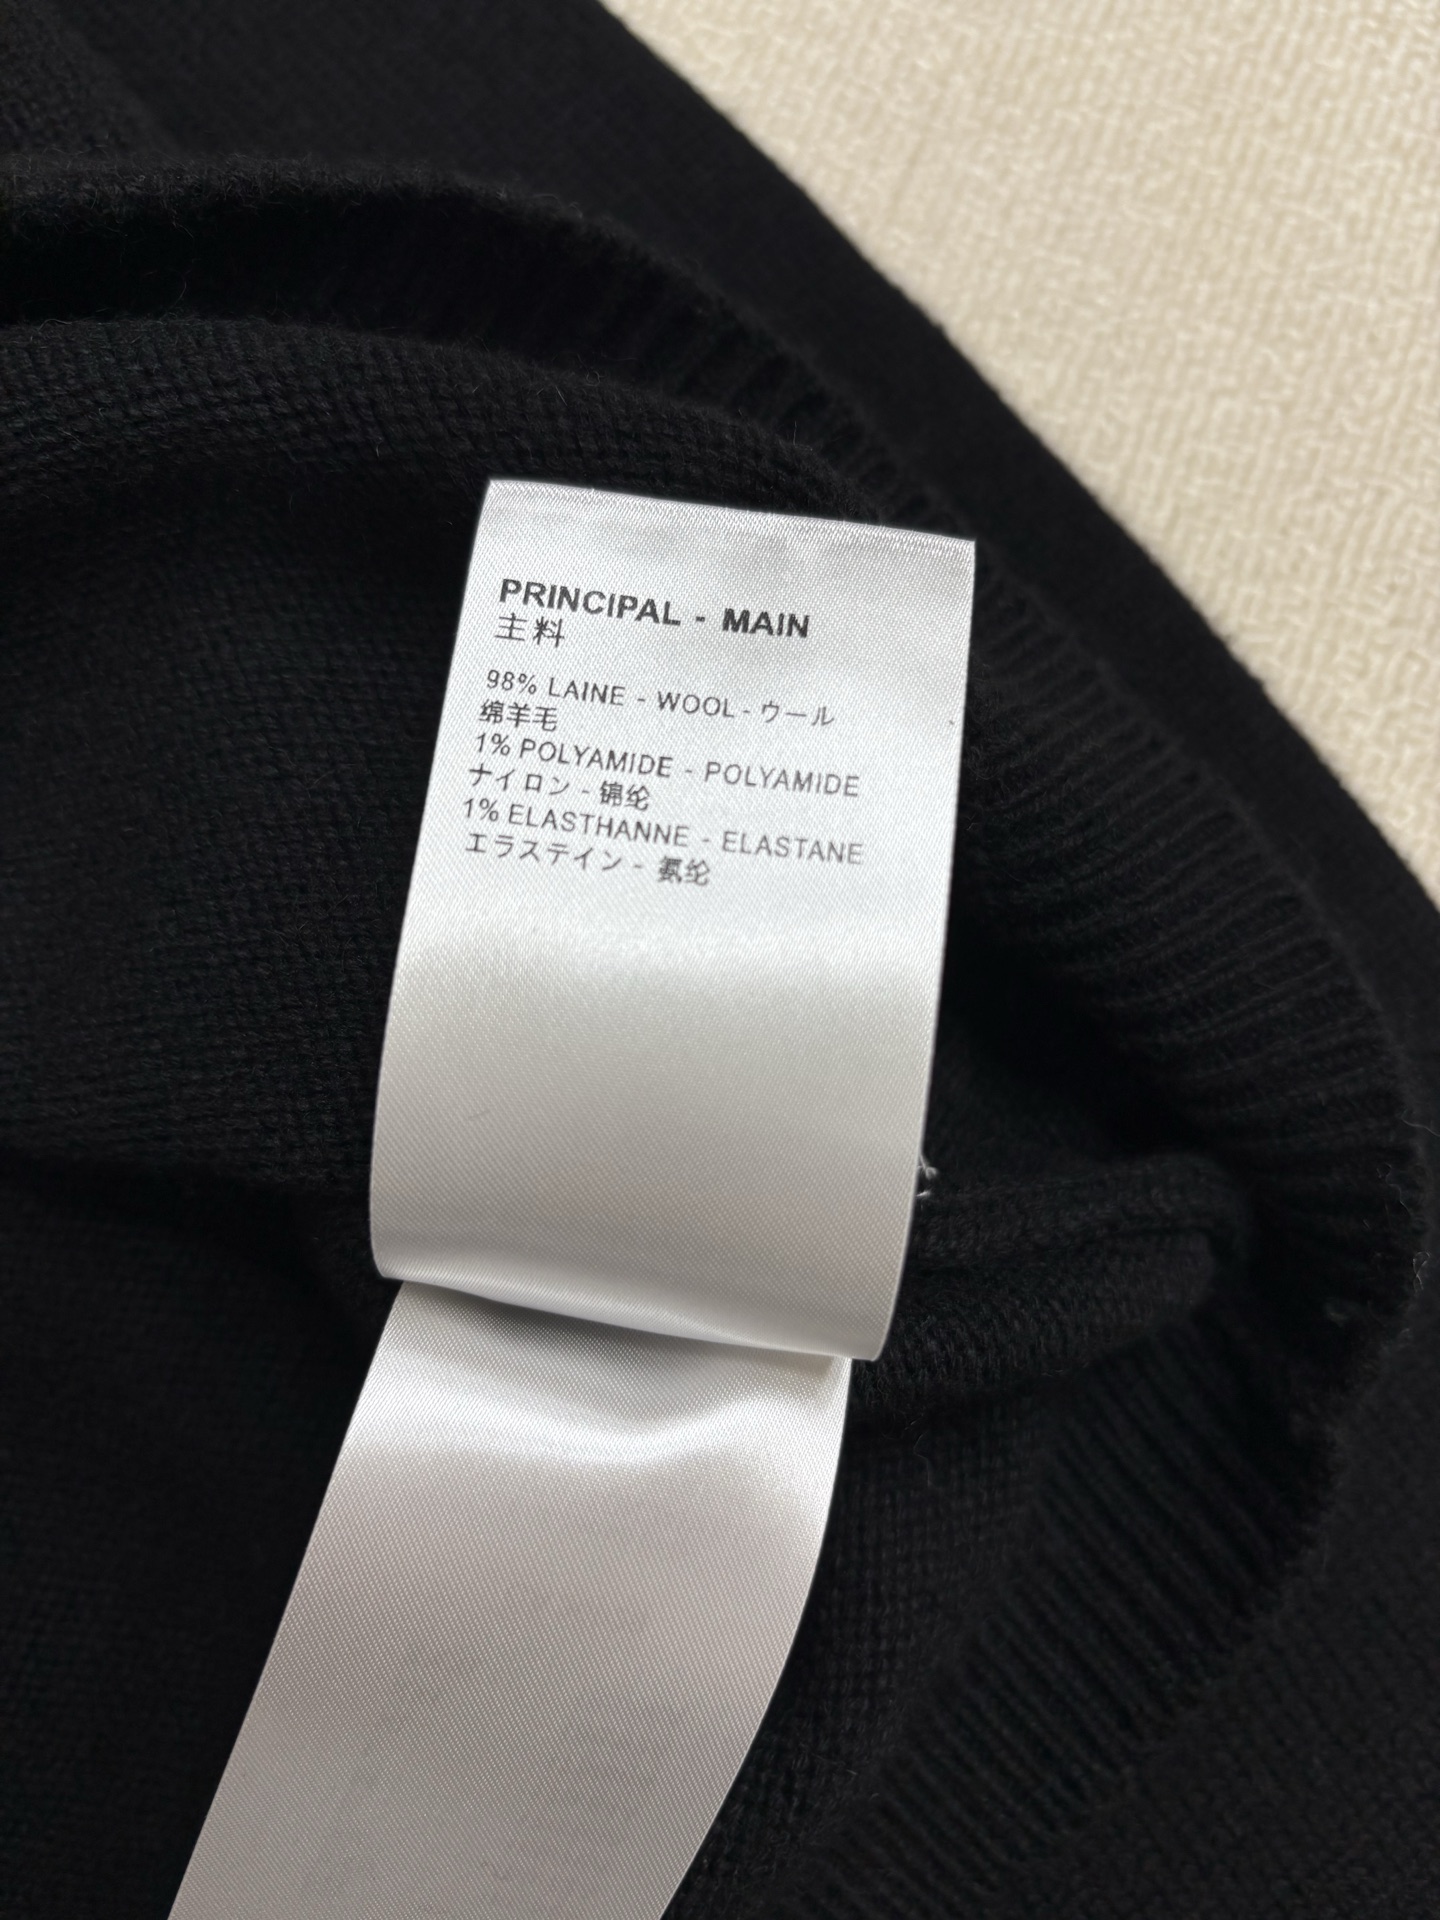 PRINCIPAL - MAIN
主料
98% LAINE - WOOL - ウール
绵羊毛
1% POLYAMIDE - POLYAMIDE
ナイロン - 锦纶
1% ELASTHANNE - ELASTANE
エラステイン - 氨纶